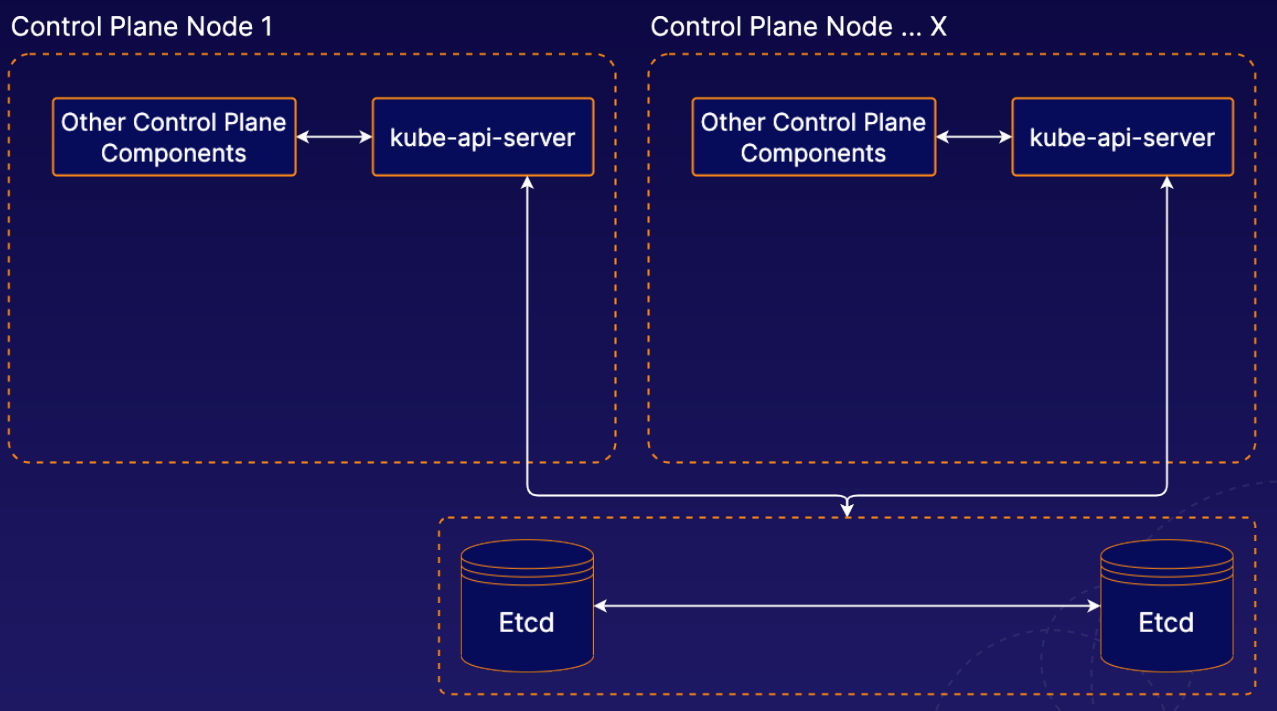 Control Plane Node 1
Control Plane Node ... X
Other Control Plane
Components
kube-api-server
Other Control Plane
Components
kube-api-server
Etcd
Etcd